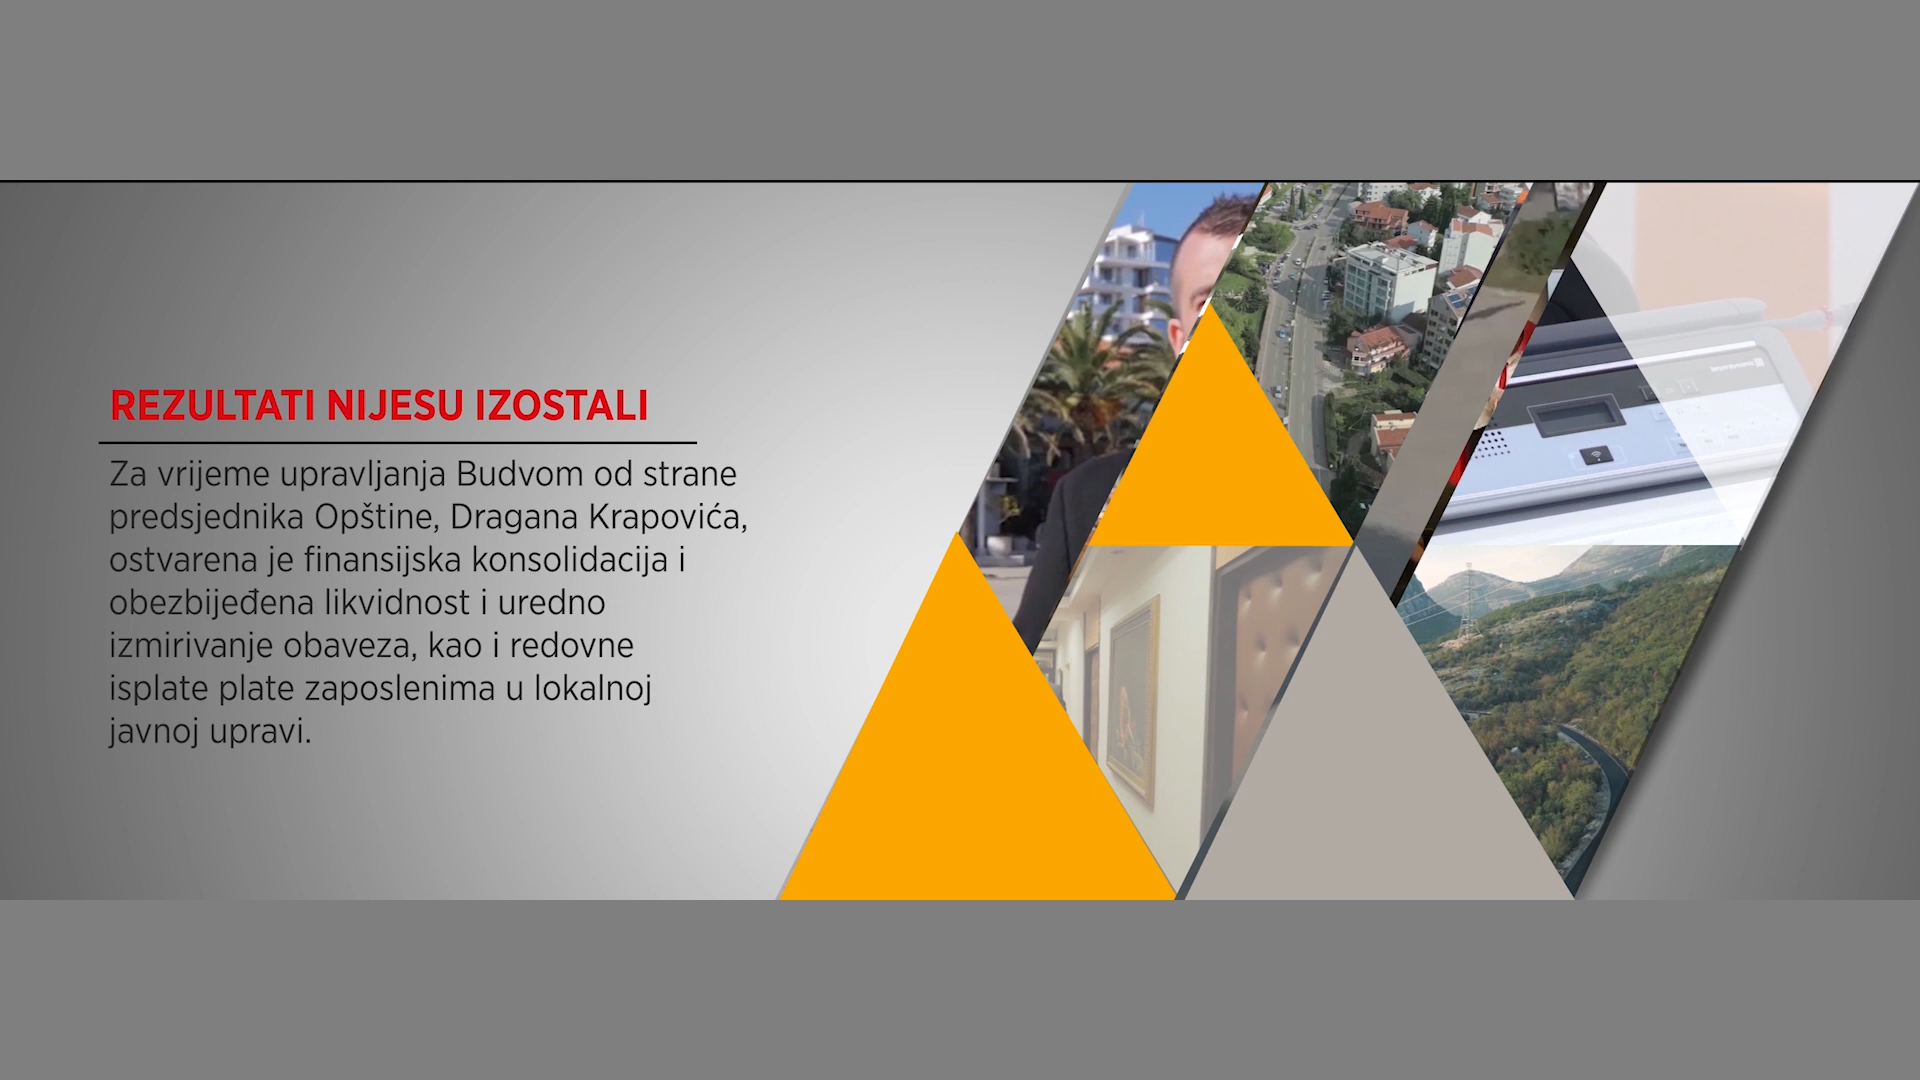 REZULTATI NIJESU IZOSTALI
Za vrijeme upravljanja Budvom od strane
predsjednika Opštine, Dragana Krapovića,
ostvarena je finansijska konsolidacija i
obezbijeđena likvidnost i uredno
izmirivanje obaveza, kao i redovne
isplate plate zaposlenima u lokalnoj
javnoj upravi.